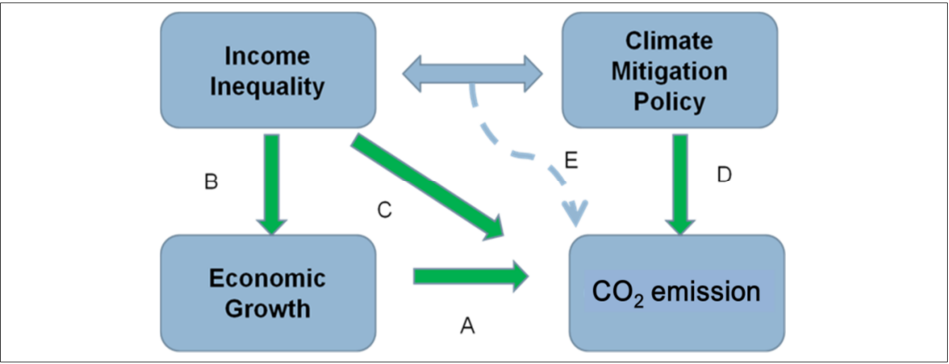 Income
Inequality
Climate
Mitigation
Policy
B
C
E
D
Economic
Growth
A
CO₂ emission